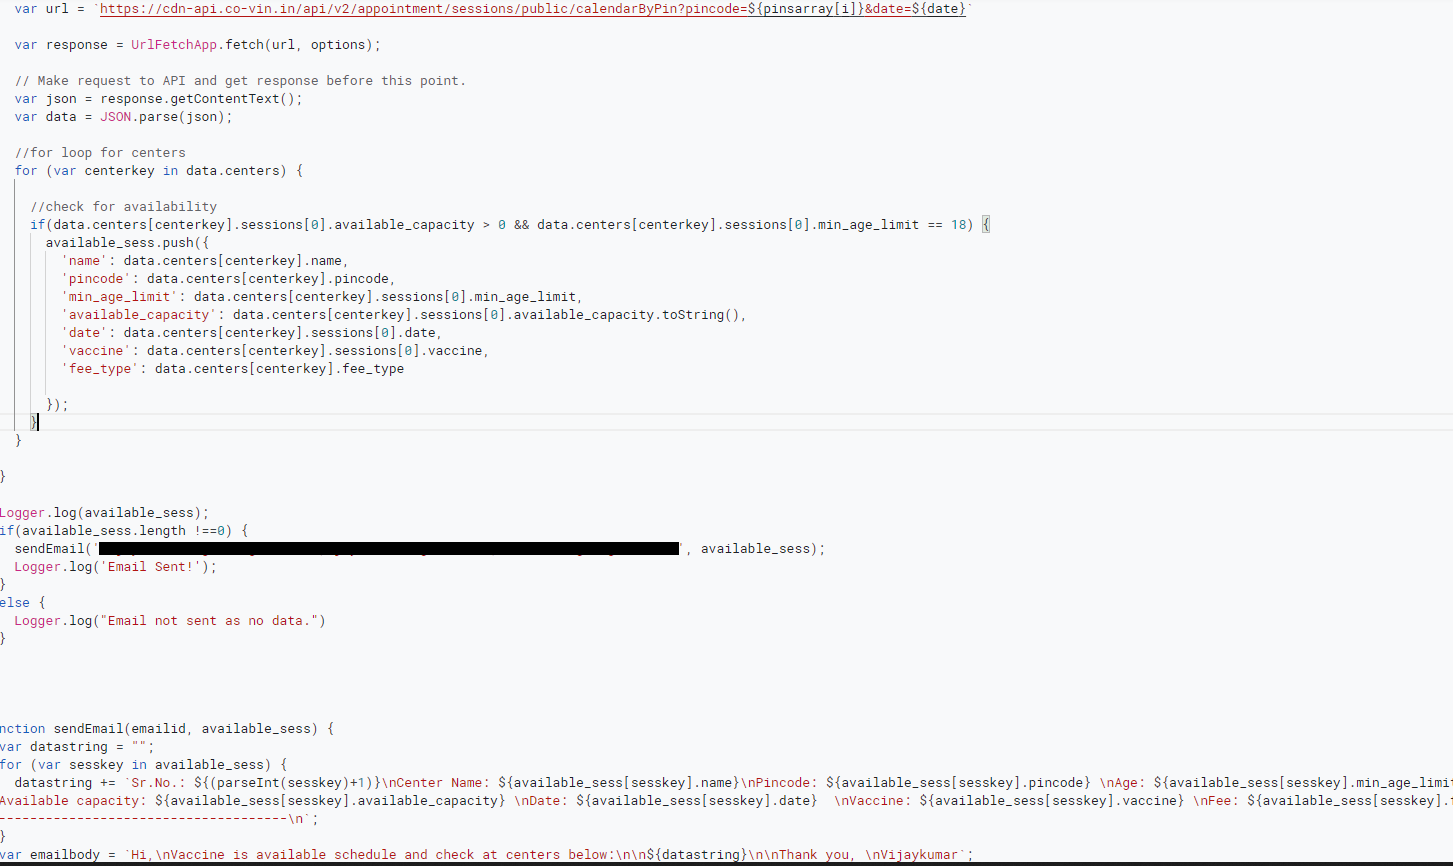 var url = `https://cdn-api.co-vin.in/api/v2/appointment/sessions/public/calendarByPin?pincode=${pinsarray[i]}&date=${date}`
var response = UrlFetchApp.fetch(url, options);
// Make request to API and get response before this point.
var json = response.getContentText();
var data = JSON.parse(json);
//for loop for centers
for (var centerkey in data.centers) {
//check for availability
if(data.centers[centerkey].sessions[0].available_capacity > 0 && data.centers[centerkey].sessions[0].min_age_limit == 18) {
available_sess.push({
'name': data.centers[centerkey].name,
'pincode': data.centers[centerkey].pincode,
'min_age_limit': data.centers[centerkey].sessions[0].min_age_limit,
'available_capacity': data.centers[centerkey].sessions[0].available_capacity.toString(),
'date': data.centers[centerkey].sessions[0].date,
'vaccine': data.centers[centerkey].sessions[0].vaccine,
'fee_type': data.centers[centerkey].fee_type
});
}
}
}
Logger.log(available_sess);
if(available_sess.length !==0) {
sendEmail('", available_sess);
Logger.log('Email Sent!');
}
else {
Logger.log("Email not sent as no data.")
}
nction sendEmail(emailid, available_sess) {
var datastring = "";
for (var sesskey in available_sess) {
datastring += `Sr.No.: ${(parseInt(sesskey)+1)}\nCenter Name: ${available_sess[sesskey].name}\nPincode: ${available_sess[sesskey].pincode} \nAge: ${available_sess[sesskey].min_age_limit
Available capacity: ${available_sess[sesskey].available_capacity} \nDate: ${available_sess[sesskey].date}  \nVaccine: ${available_sess[sesskey].vaccine} \nFee: ${available_sess[sesskey].
-------------------------------------\n`;
}
var emailbody = `Hi,\nVaccine is available schedule and check at centers below:\n\n${datastring}\n\nThank you, \nVijaykumar`;